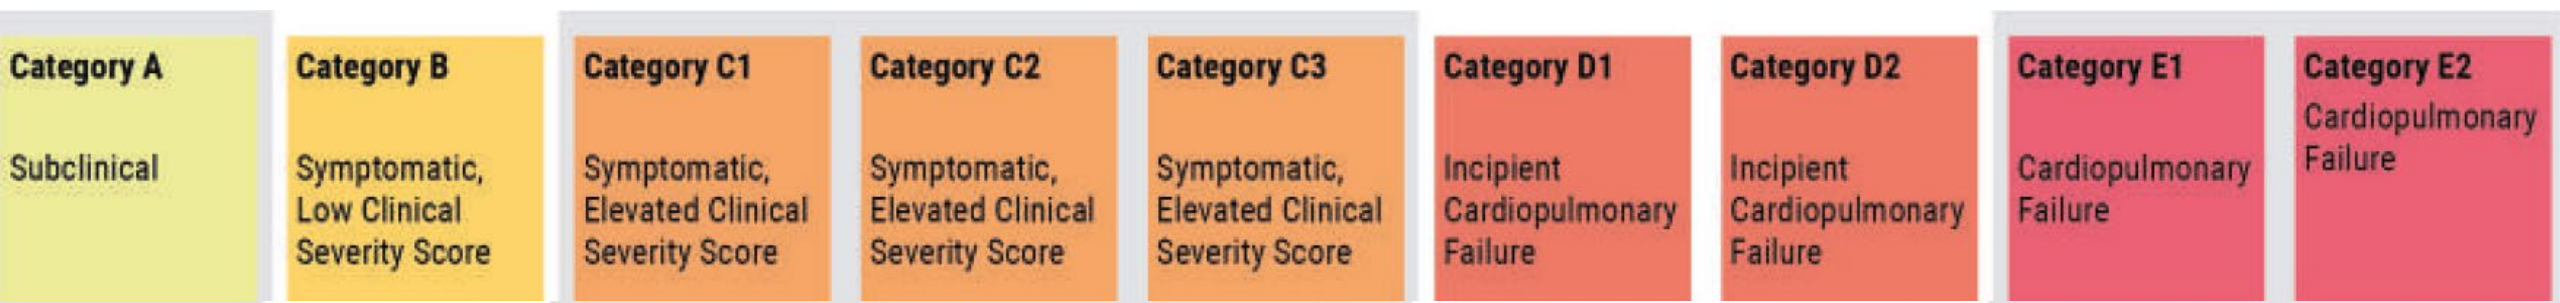 Category A
Subclinical
Category B
Symptomatic,
Low Clinical
Severity Score
Category C1
Symptomatic,
Elevated Clinical
Severity Score
Category C2
Symptomatic,
Elevated Clinical
Severity Score
Category C3
Symptomatic,
Elevated Clinical
Severity Score
Category D1
Incipient
Cardiopulmonary
Failure
Category D2
Incipient
Cardiopulmonary
Failure
Category E1
Cardiopulmonary
Failure
Category E2
Cardiopulmonary
Failure